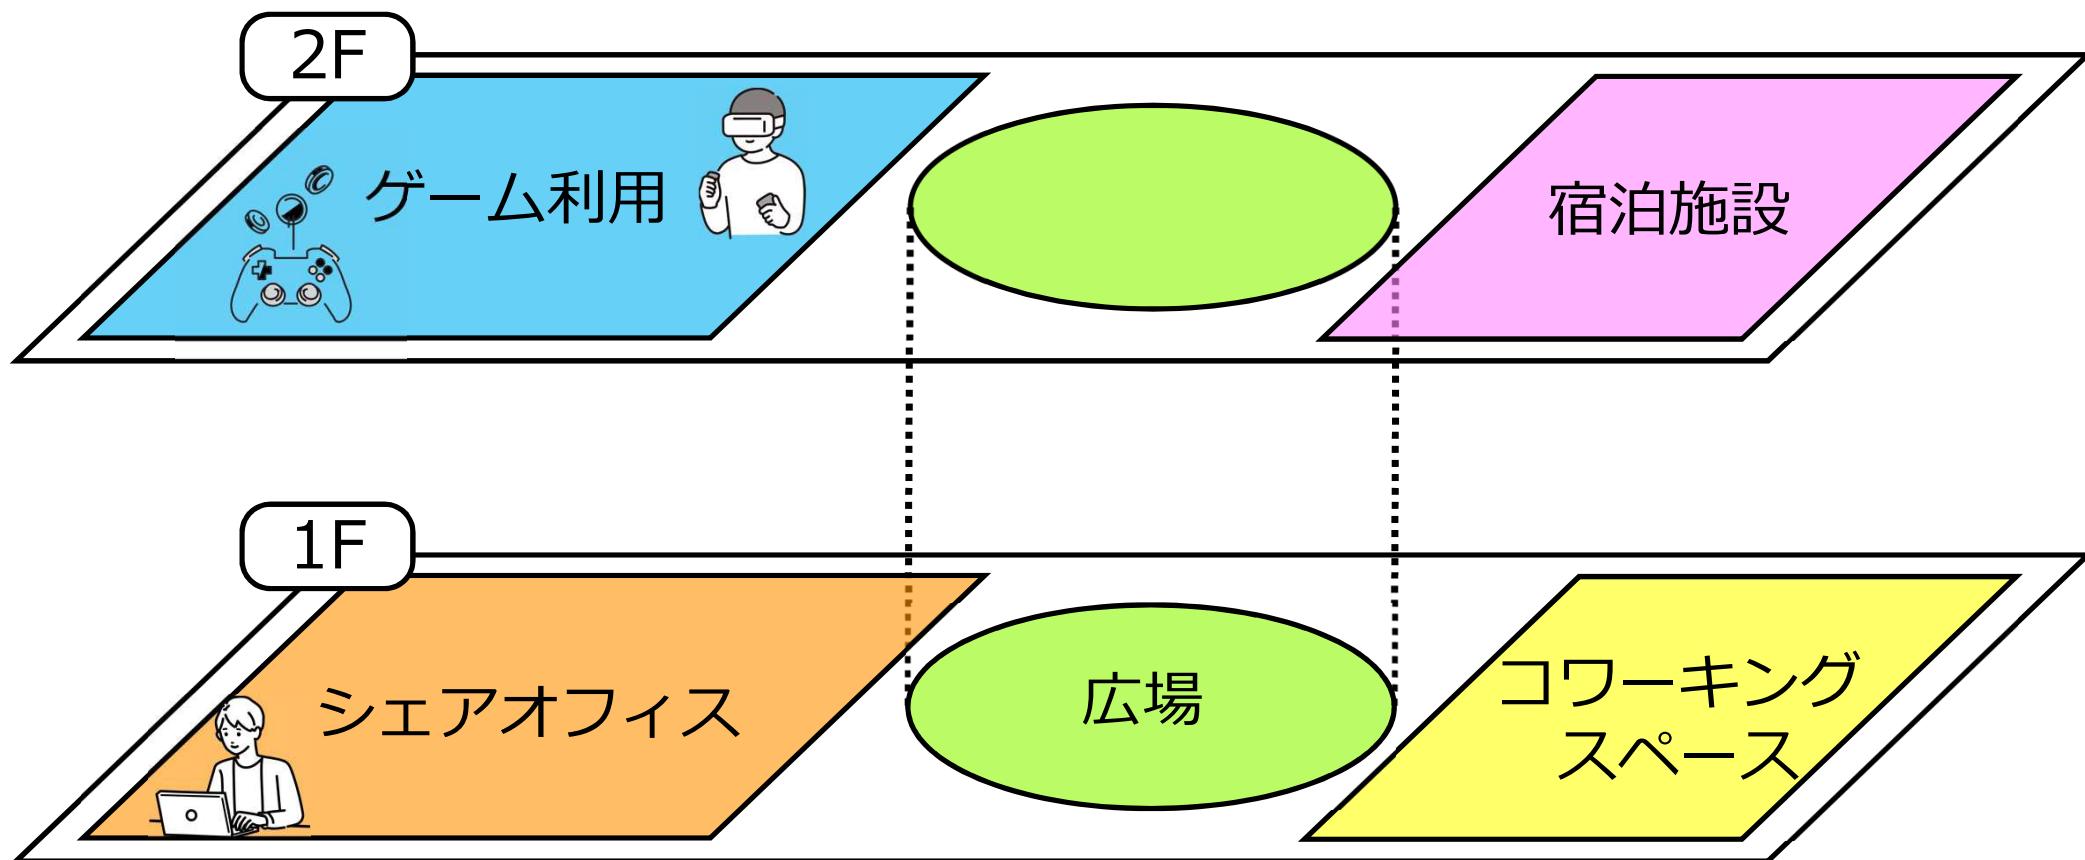 2F
ゲーム利用
宿泊施設
1F
シェアオフィス
広場
コワーキング
スペース